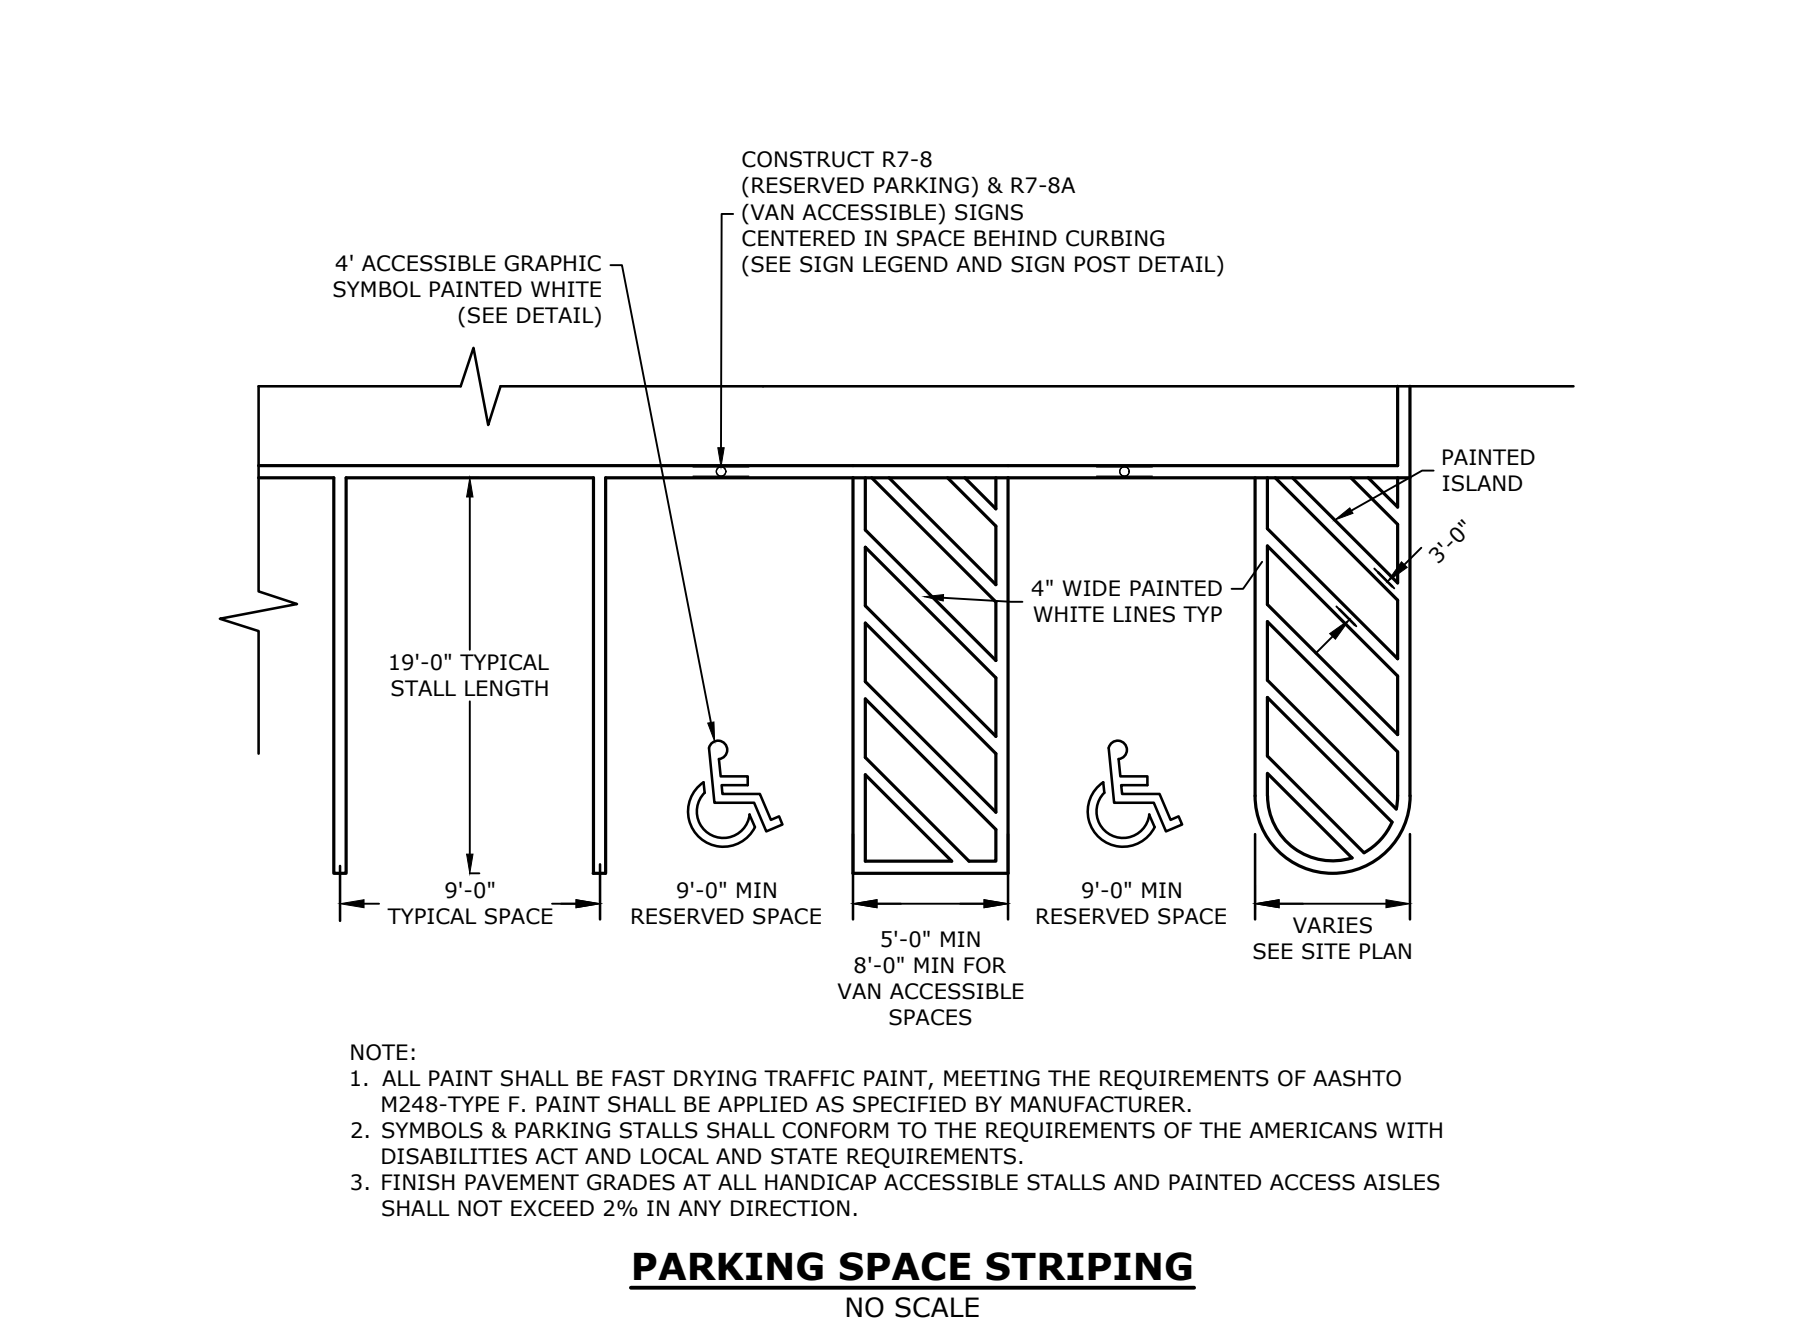 CONSTRUCT R7-8
(RESERVED PARKING) & R7-8A
(VAN ACCESSIBLE) SIGNS
CENTERED IN SPACE BEHIND CURBING
(SEE SIGN LEGEND AND SIGN POST DETAIL)
4' ACCESSIBLE GRAPHIC
SYMBOL PAINTED WHITE
(SEE DETAIL)
PAINTED
ISLAND
3'-0"
4" WIDE PAINTED
WHITE LINES TYP
19'-0" TYPICAL
STALL LENGTH
9'-0"
TYPICAL SPACE
9'-0" MIN
RESERVED SPACE
5'-0" MIN
8'-0" MIN FOR
VAN ACCESSIBLE
SPACES
9'-0" MIN
RESERVED SPACE
VARIES
SEE SITE PLAN
NOTE:
1. ALL PAINT SHALL BE FAST DRYING TRAFFIC PAINT, MEETING THE REQUIREMENTS OF AASHTO
M248-TYPE F. PAINT SHALL BE APPLIED AS SPECIFIED BY MANUFACTURER.
2. SYMBOLS & PARKING STALLS SHALL CONFORM TO THE REQUIREMENTS OF THE AMERICANS WITH
DISABILITIES ACT AND LOCAL AND STATE REQUIREMENTS.
3. FINISH PAVEMENT GRADES AT ALL HANDICAP ACCESSIBLE STALLS AND PAINTED ACCESS AISLES
SHALL NOT EXCEED 2% IN ANY DIRECTION.
PARKING SPACE STRIPING
NO SCALE